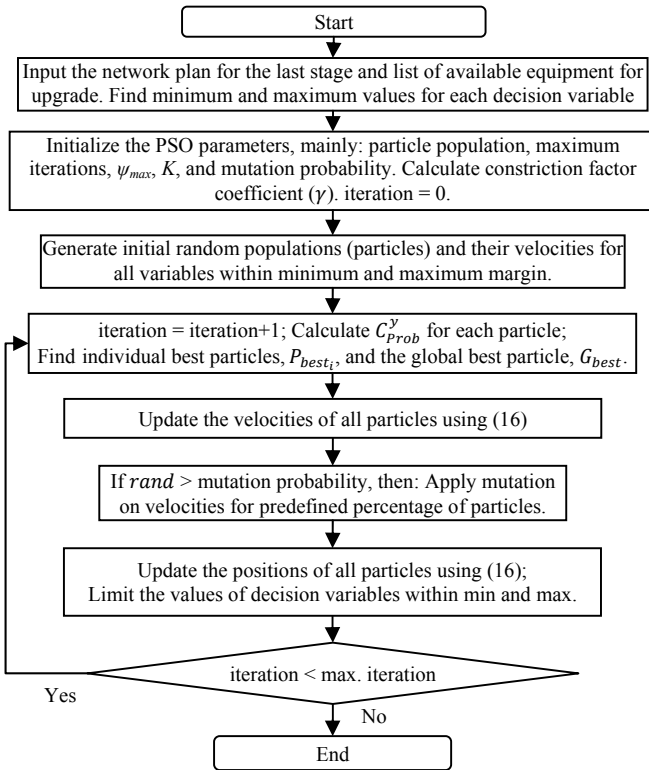 Start
Input the network plan for the last stage and list of available equipment for
upgrade. Find minimum and maximum values for each decision variable
Initialize the PSO parameters, mainly: particle population, maximum
iterations, ψ_max, K, and mutation probability. Calculate constriction factor
coefficient (γ). iteration = 0.
Generate initial random populations (particles) and their velocities for
all variables within minimum and maximum margin.
iteration = iteration+1; Calculate C_Prob^y for each particle;
Find individual best particles, P_best_i, and the global best particle, G_best.
Update the velocities of all particles using (16)
If rand > mutation probability, then: Apply mutation
on velocities for predefined percentage of particles.
Update the positions of all particles using (16);
Limit the values of decision variables within min and max.
iteration < max. iteration
Yes
No
End